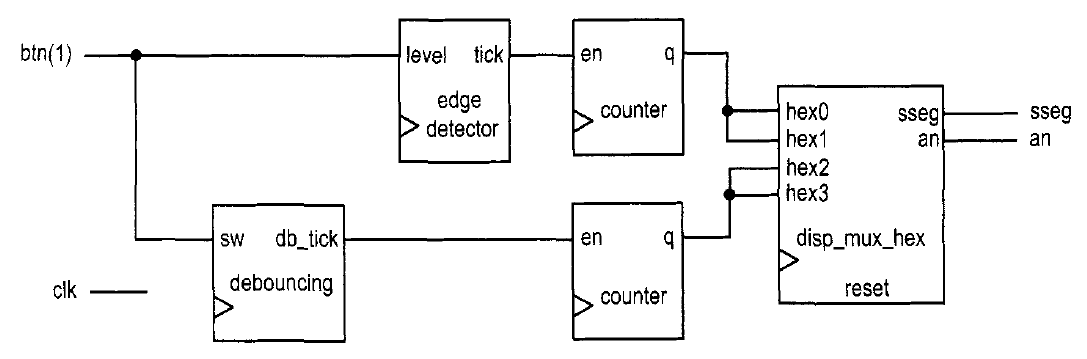 btn(1)
level tick
edge
detector
en q
counter
hex0 sseg
hex1 an
hex2
hex3
disp_mux_hex
reset
sseg
an
sw db_tick
debouncing
en q
counter
clk